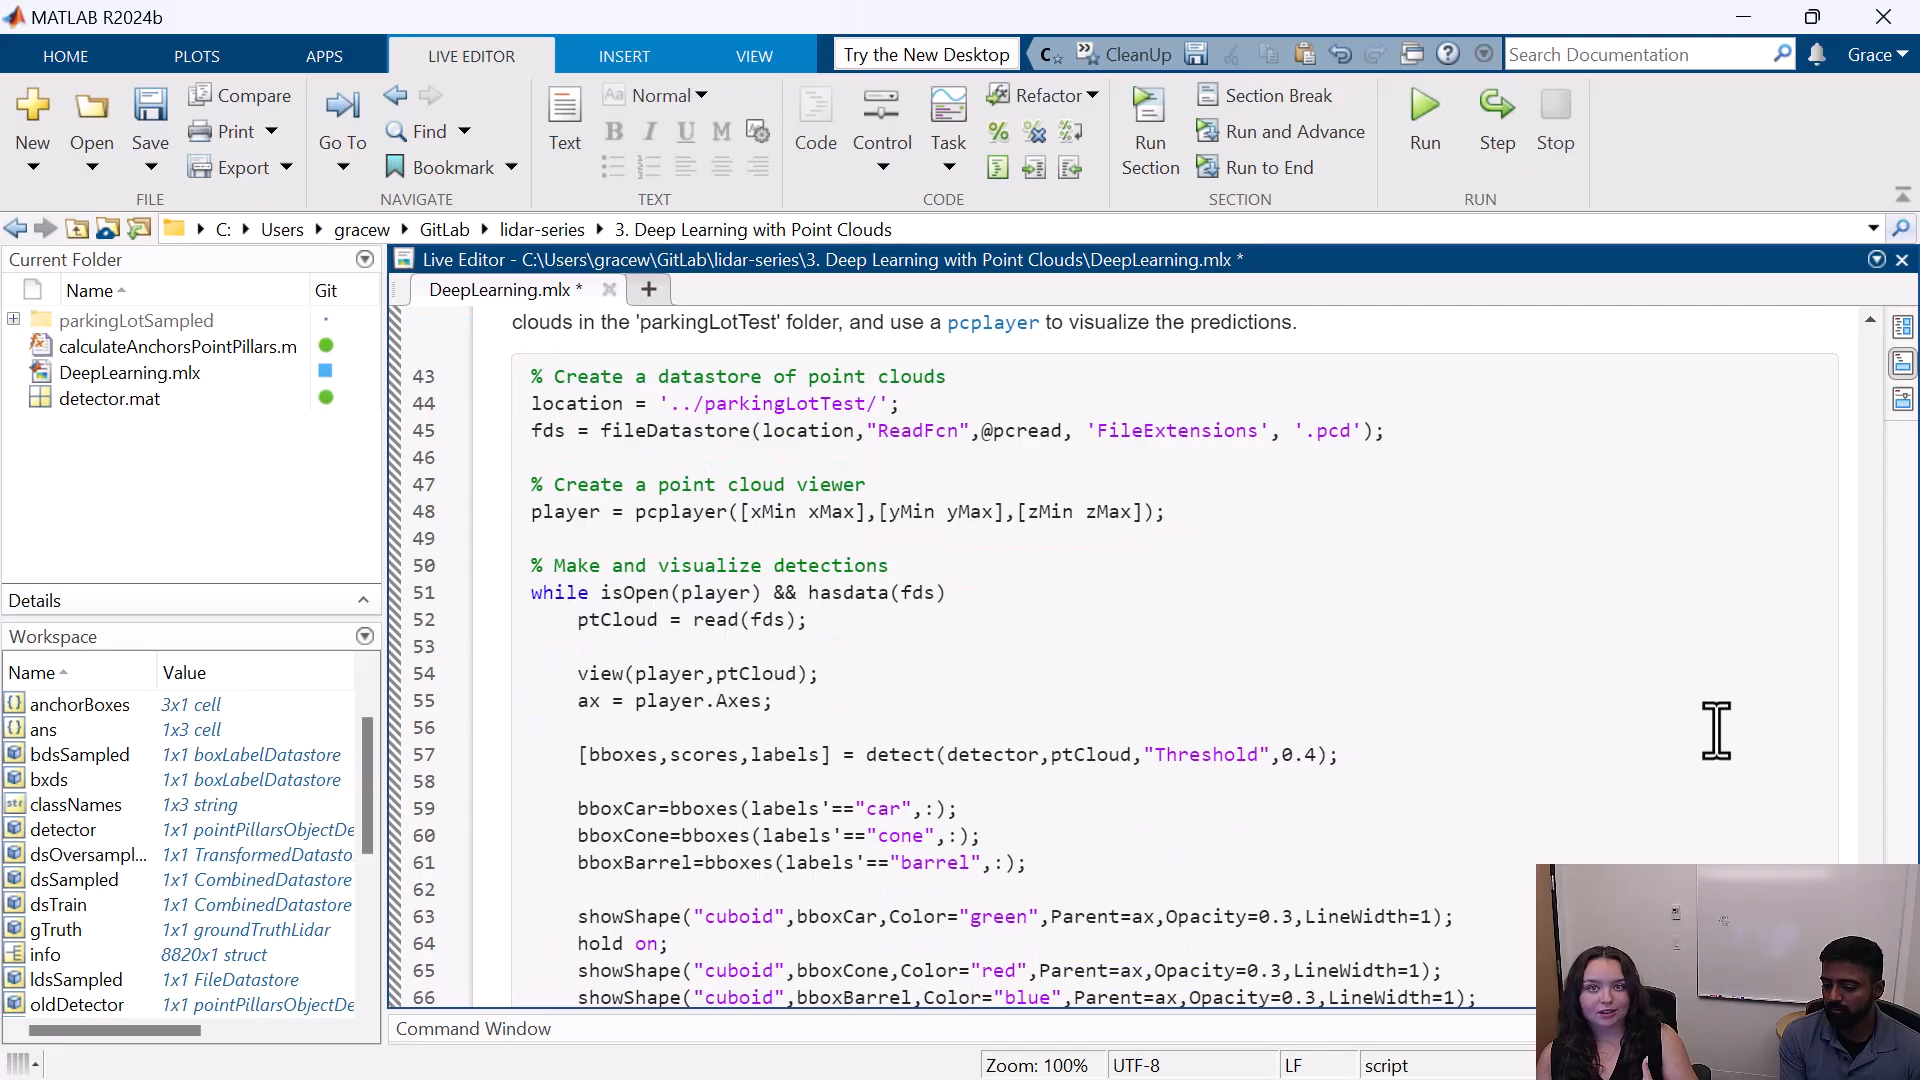 MATLAB R2024b
HOME PLOTS APPS LIVE EDITOR INSERT VIEW Try the New Desktop CleanUp Search Documentation Grace
New Open Save Compare Print Export
FILE
Go To Find Bookmark
NAVIGATE
Text Aa Normal B I U M
TEXT
Code Control Task Refactor
CODE
Run Section Section Break Run and Advance Run to End
SECTION
Run Step Stop
RUN
C: Users gracew GitLab lidar-series 3. Deep Learning with Point Clouds
Current Folder
Name Git
parkingLotSampled
calculateAnchorsPointPillars.m
DeepLearning.mlx
detector.mat
Details
Workspace
Name Value
anchorBoxes 3x1 cell
ans 1x3 cell
bdsSampled 1x1 boxLabelDatastore
bxds 1x1 boxLabelDatastore
classNames 1x3 string
detector 1x1 pointPillarsObjectDe
dsOversampl... 1x1 TransformedDatasto
dsSampled 1x1 CombinedDatastore
dsTrain 1x1 CombinedDatastore
gTruth 1x1 groundTruthLidar
info 8820x1 struct
ldsSampled 1x1 FileDatastore
oldDetector 1x1 pointPillarsObjectDe
Live Editor - C:\Users\gracew\GitLab\lidar-series\3. Deep Learning with Point Clouds\DeepLearning.mlx *
DeepLearning.mlx *
clouds in the 'parkingLotTest' folder, and use a pcplayer to visualize the predictions.
43 % Create a datastore of point clouds
44 location = '../parkingLotTest/';
45 fds = fileDatastore(location,"ReadFcn",@pcread, 'FileExtensions', '.pcd');
46
47 % Create a point cloud viewer
48 player = pcplayer([xMin xMax],[yMin yMax],[zMin zMax]);
49
50 % Make and visualize detections
51 while isOpen(player) && hasdata(fds)
52 ptCloud = read(fds);
53
54 view(player,ptCloud);
55 ax = player.Axes;
56
57 [bboxes,scores,labels] = detect(detector,ptCloud,"Threshold",0.4);
58
59 bboxCar=bboxes(labels'=="car",:);
60 bboxCone=bboxes(labels'=="cone",:);
61 bboxBarrel=bboxes(labels'=="barrel",:);
62
63 showShape("cuboid",bboxCar,Color="green",Parent=ax,Opacity=0.3,LineWidth=1);
64 hold on;
65 showShape("cuboid",bboxCone,Color="red",Parent=ax,Opacity=0.3,LineWidth=1);
66 showShape("cuboid",bboxBarrel,Color="blue",Parent=ax,Opacity=0.3,LineWidth=1);
Command Window
Zoom: 100% UTF-8 LF script